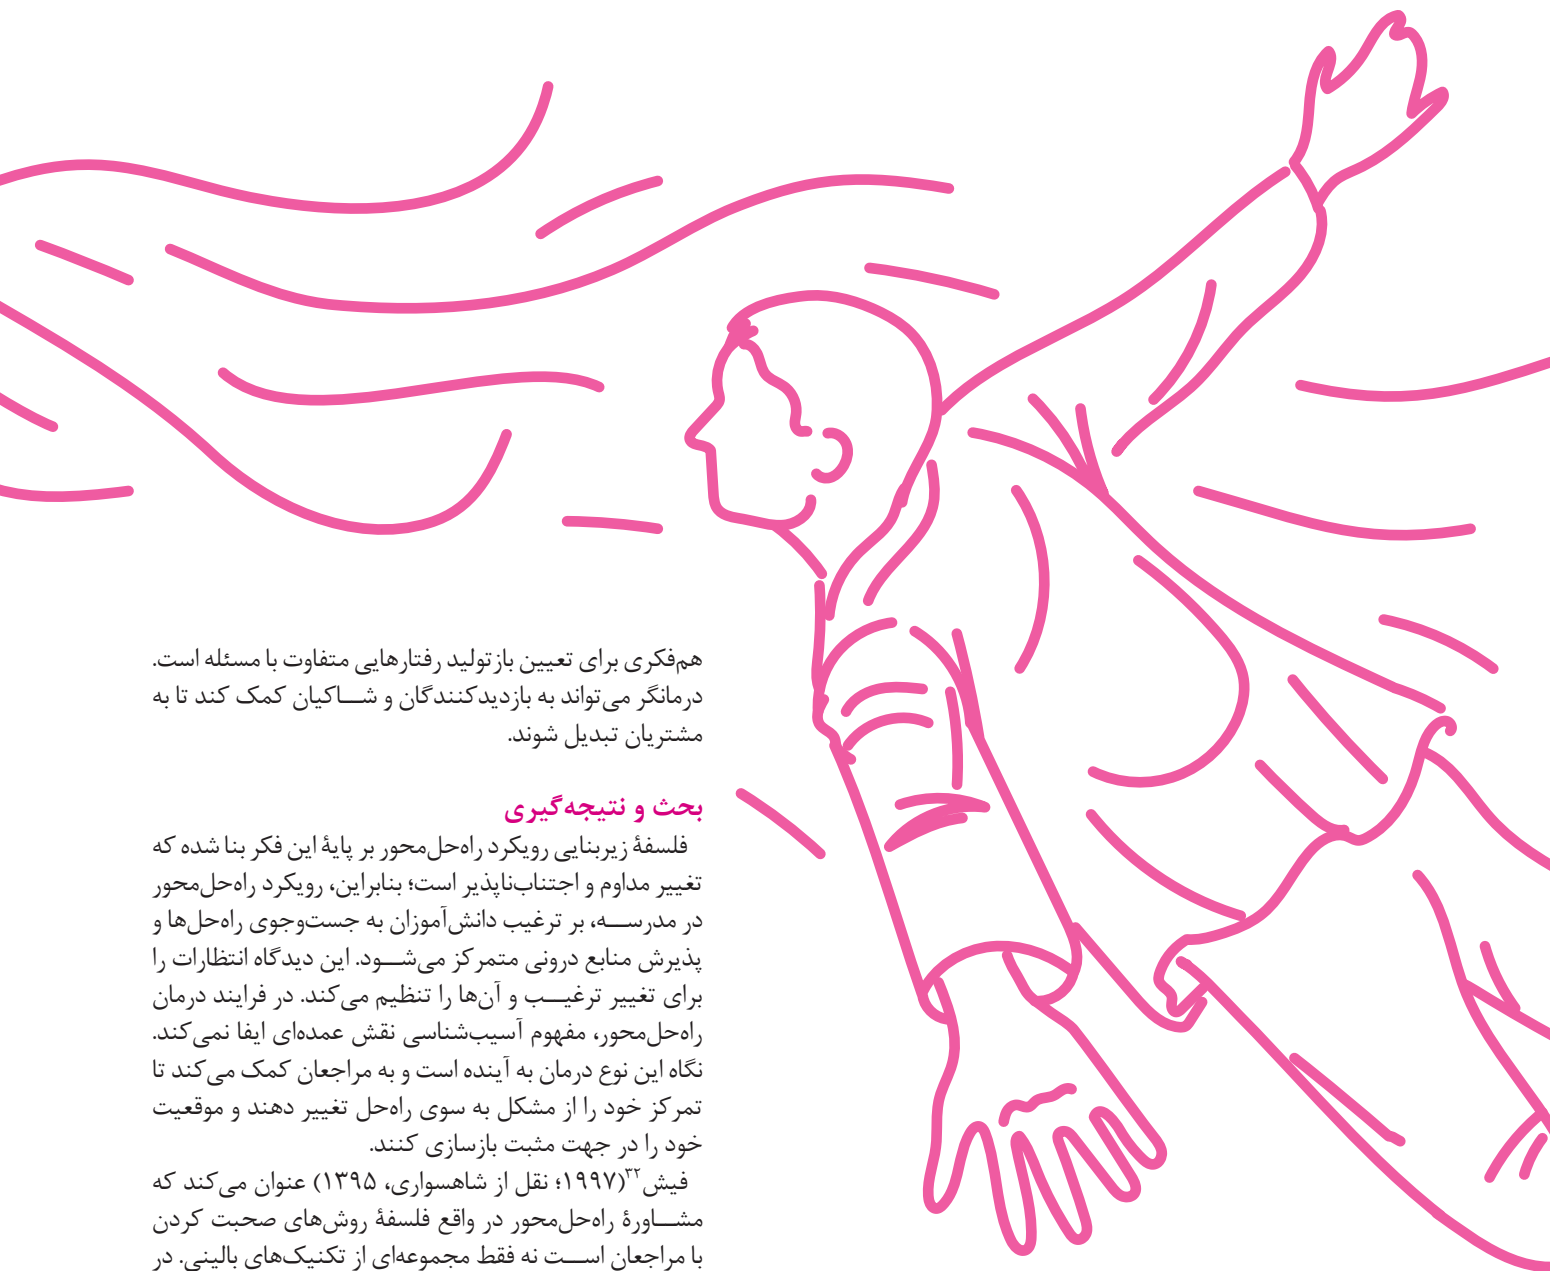 هم‌فکری برای تعیین بازتولید رفتارهایی متفاوت با مسئله است.
درمانگر می‌تواند به بازدیدکنندگان و شاکیان کمک کند تا به
مشتریان تبدیل شوند.
بحث و نتیجه‌گیری
فلسفهٔ زیربنایی رویکرد راه‌حل‌محور بر پایهٔ این فکر بنا شده که
تغییر مداوم و اجتناب‌ناپذیر است؛ بنابراین، رویکرد راه‌حل‌محور
در مدرسه، بر ترغیب دانش‌آموزان به جست‌وجوی راه‌حل‌ها و
پذیرش منابع درونی متمرکز می‌شود. این دیدگاه انتظارات را
برای تغییر ترغیب و آن‌ها را تنظیم می‌کند. در فرایند درمان
راه‌حل‌محور، مفهوم آسیب‌شناسی نقش عمده‌ای ایفا نمی‌کند.
نگاه این نوع درمان به آینده است و به مراجعان کمک می‌کند تا
تمرکز خود را از مشکل به سوی راه‌حل تغییر دهند و موقعیت
خود را در جهت مثبت بازسازی کنند.
فیش۳۲(۱۹۹۷؛ نقل از شاهسواری، ۱۳۹۵) عنوان می‌کند که
مشاورهٔ راه‌حل‌محور در واقع فلسفهٔ روش‌های صحبت کردن
با مراجعان است نه فقط مجموعه‌ای از تکنیک‌های بالینی. در